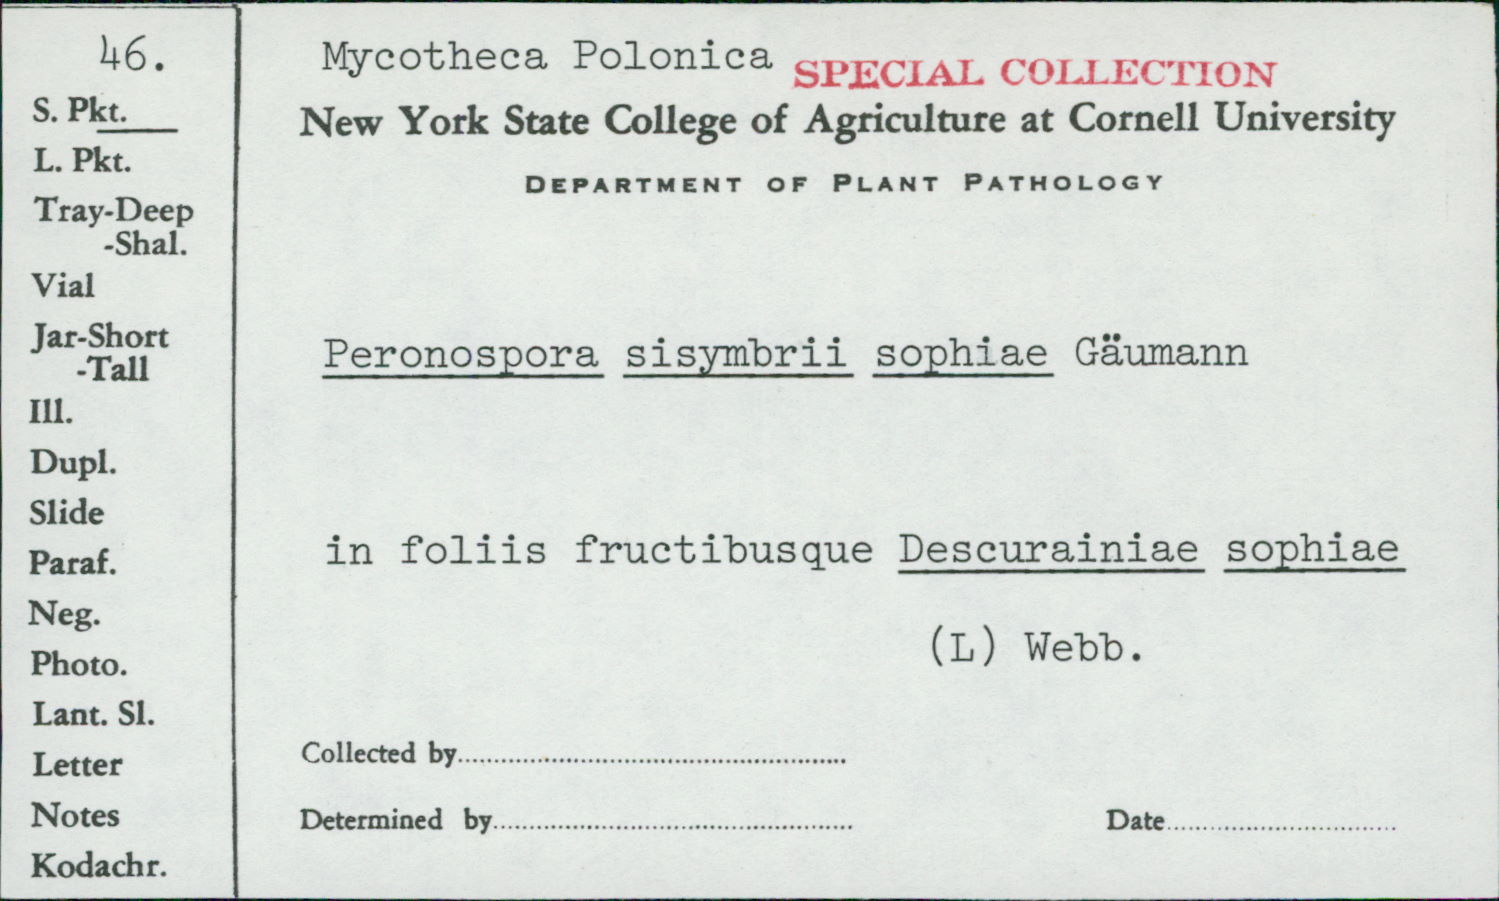 46.
S. Pkt.
L. Pkt.
Tray-Deep
-Shal.
Vial
Jar-Short
-Tall
Ill.
Dupl.
Slide
Paraf.
Neg.
Photo.
Lant. Sl.
Letter
Notes
Kodachr.
Mycotheca Polonica SPECIAL COLLECTION
New York State College of Agriculture at Cornell University
DEPARTMENT OF PLANT PATHOLOGY
Peronospora sisymbrii sophiae Gäumann
in foliis fructibusque Descurainiae sophiae
(L) Webb.
Collected by
Determined by Date